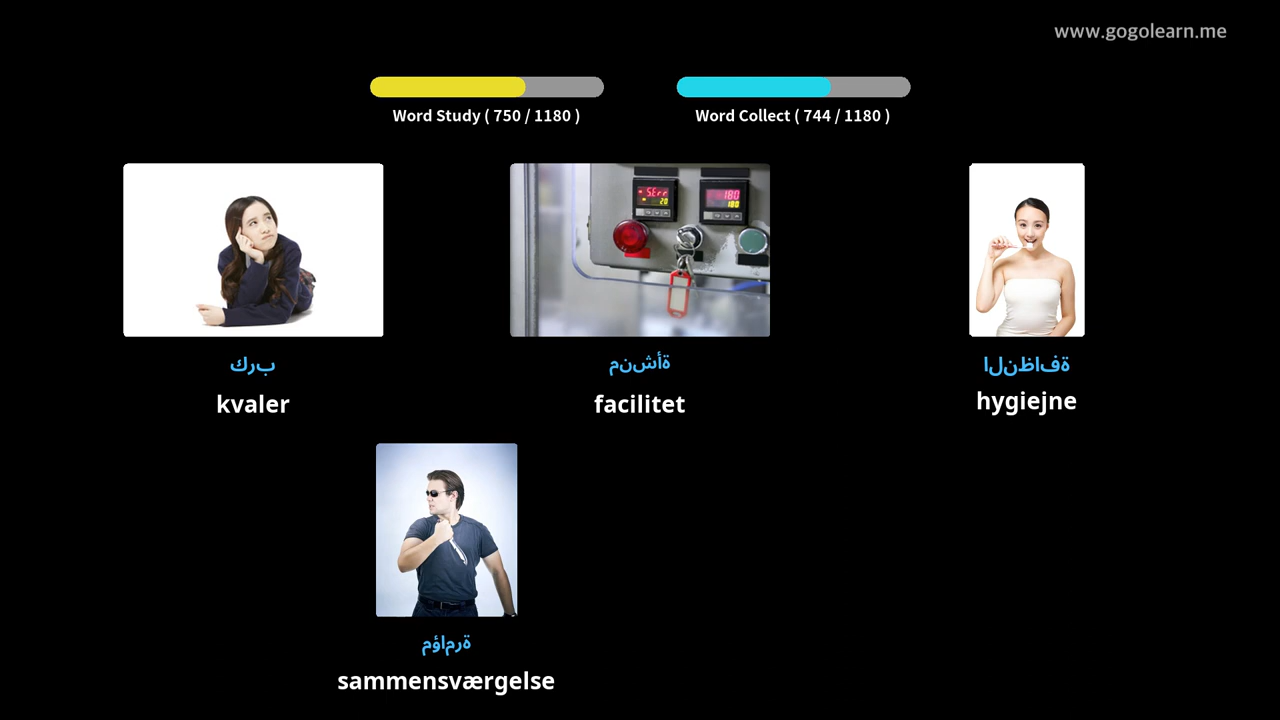 www.gogolearn.me
Word Study ( 750 / 1180 )
Word Collect ( 744 / 1180 )
كرب
kvaler
منشأة
facilitet
النظافة
hygiejne
مؤامرة
sammensværgelse